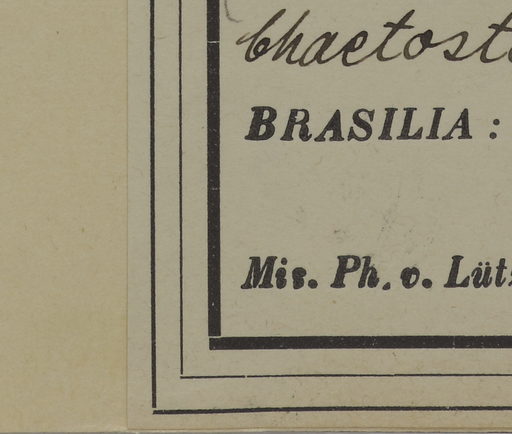 Chaetost
BRASILIA :
Mis. Ph. v. Lüt